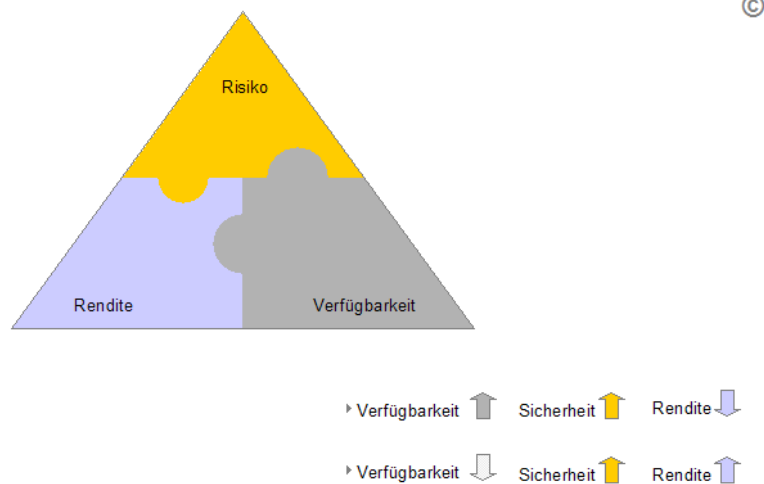 ©
Risiko
Rendite Verfügbarkeit
Verfügbarkeit Sicherheit Rendite
Verfügbarkeit Sicherheit Rendite